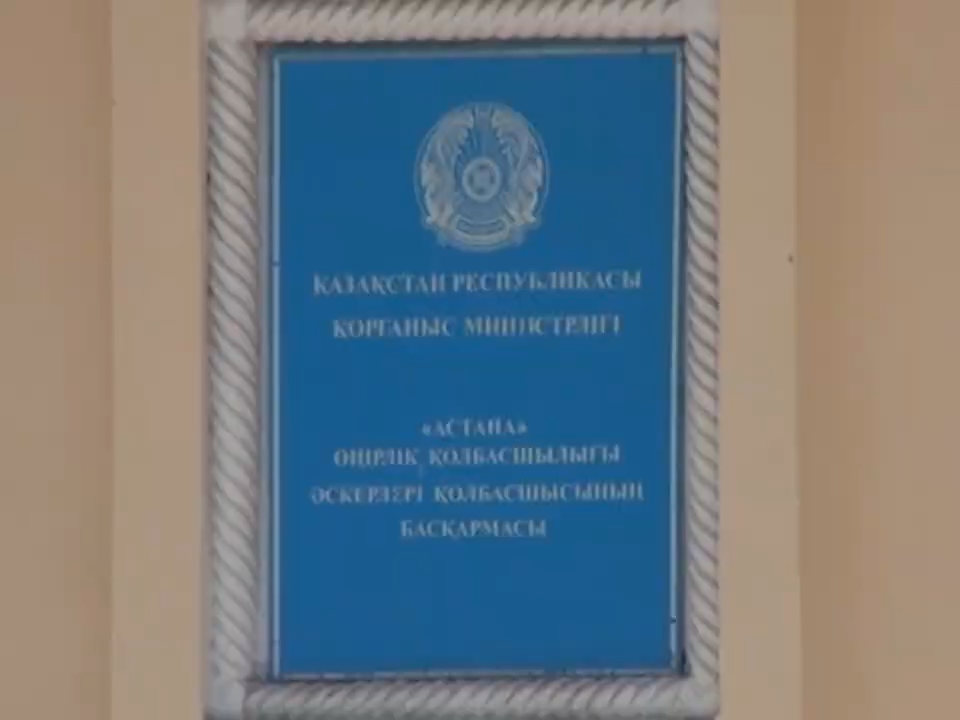 ҚАЗАҚСТАН РЕСПУБЛИКАСЫ
ҚОРҒАНЫС МИНИСТРЛІГІ
«АСТАНА»
ӨҢІРЛІК ҚОЛБАСШЫЛЫҒЫ
ӘСКЕРЛЕРІ ҚОЛБАСШЫСЫНЫҢ
БАСҚАРМАСЫ